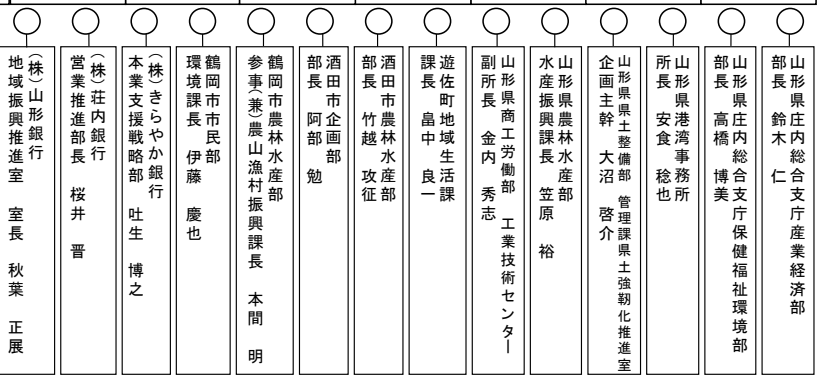 山形県庄内総合支庁産業経済部
部長 鈴木 仁
山形県庄内総合支庁保健福祉環境部
部長 高橋 博美
山形県港湾事務所
所長 安食 稔也
山形県県土整備部 管理課県土強靱化推進室
企画主幹 大沼 啓介
山形県農林水産部
水産振興課長 笠原 裕
山形県商工労働部 工業技術センター
副所長 金内 秀志
遊佐町地域生活課
課長 畠中 良一
酒田市農林水産部
部長 竹越 攻征
酒田市企画部
部長 阿部 勉
鶴岡市農林水産部
参事(兼)農山漁村振興課長 本間 明
鶴岡市市民部
環境課長 伊藤 慶也
(株)きらやか銀行
本業支援戦略部 吐生 博之
(株)荘内銀行
営業推進部長 桜井 晋
(株)山形銀行
地域振興推進室 室長 秋葉 正展